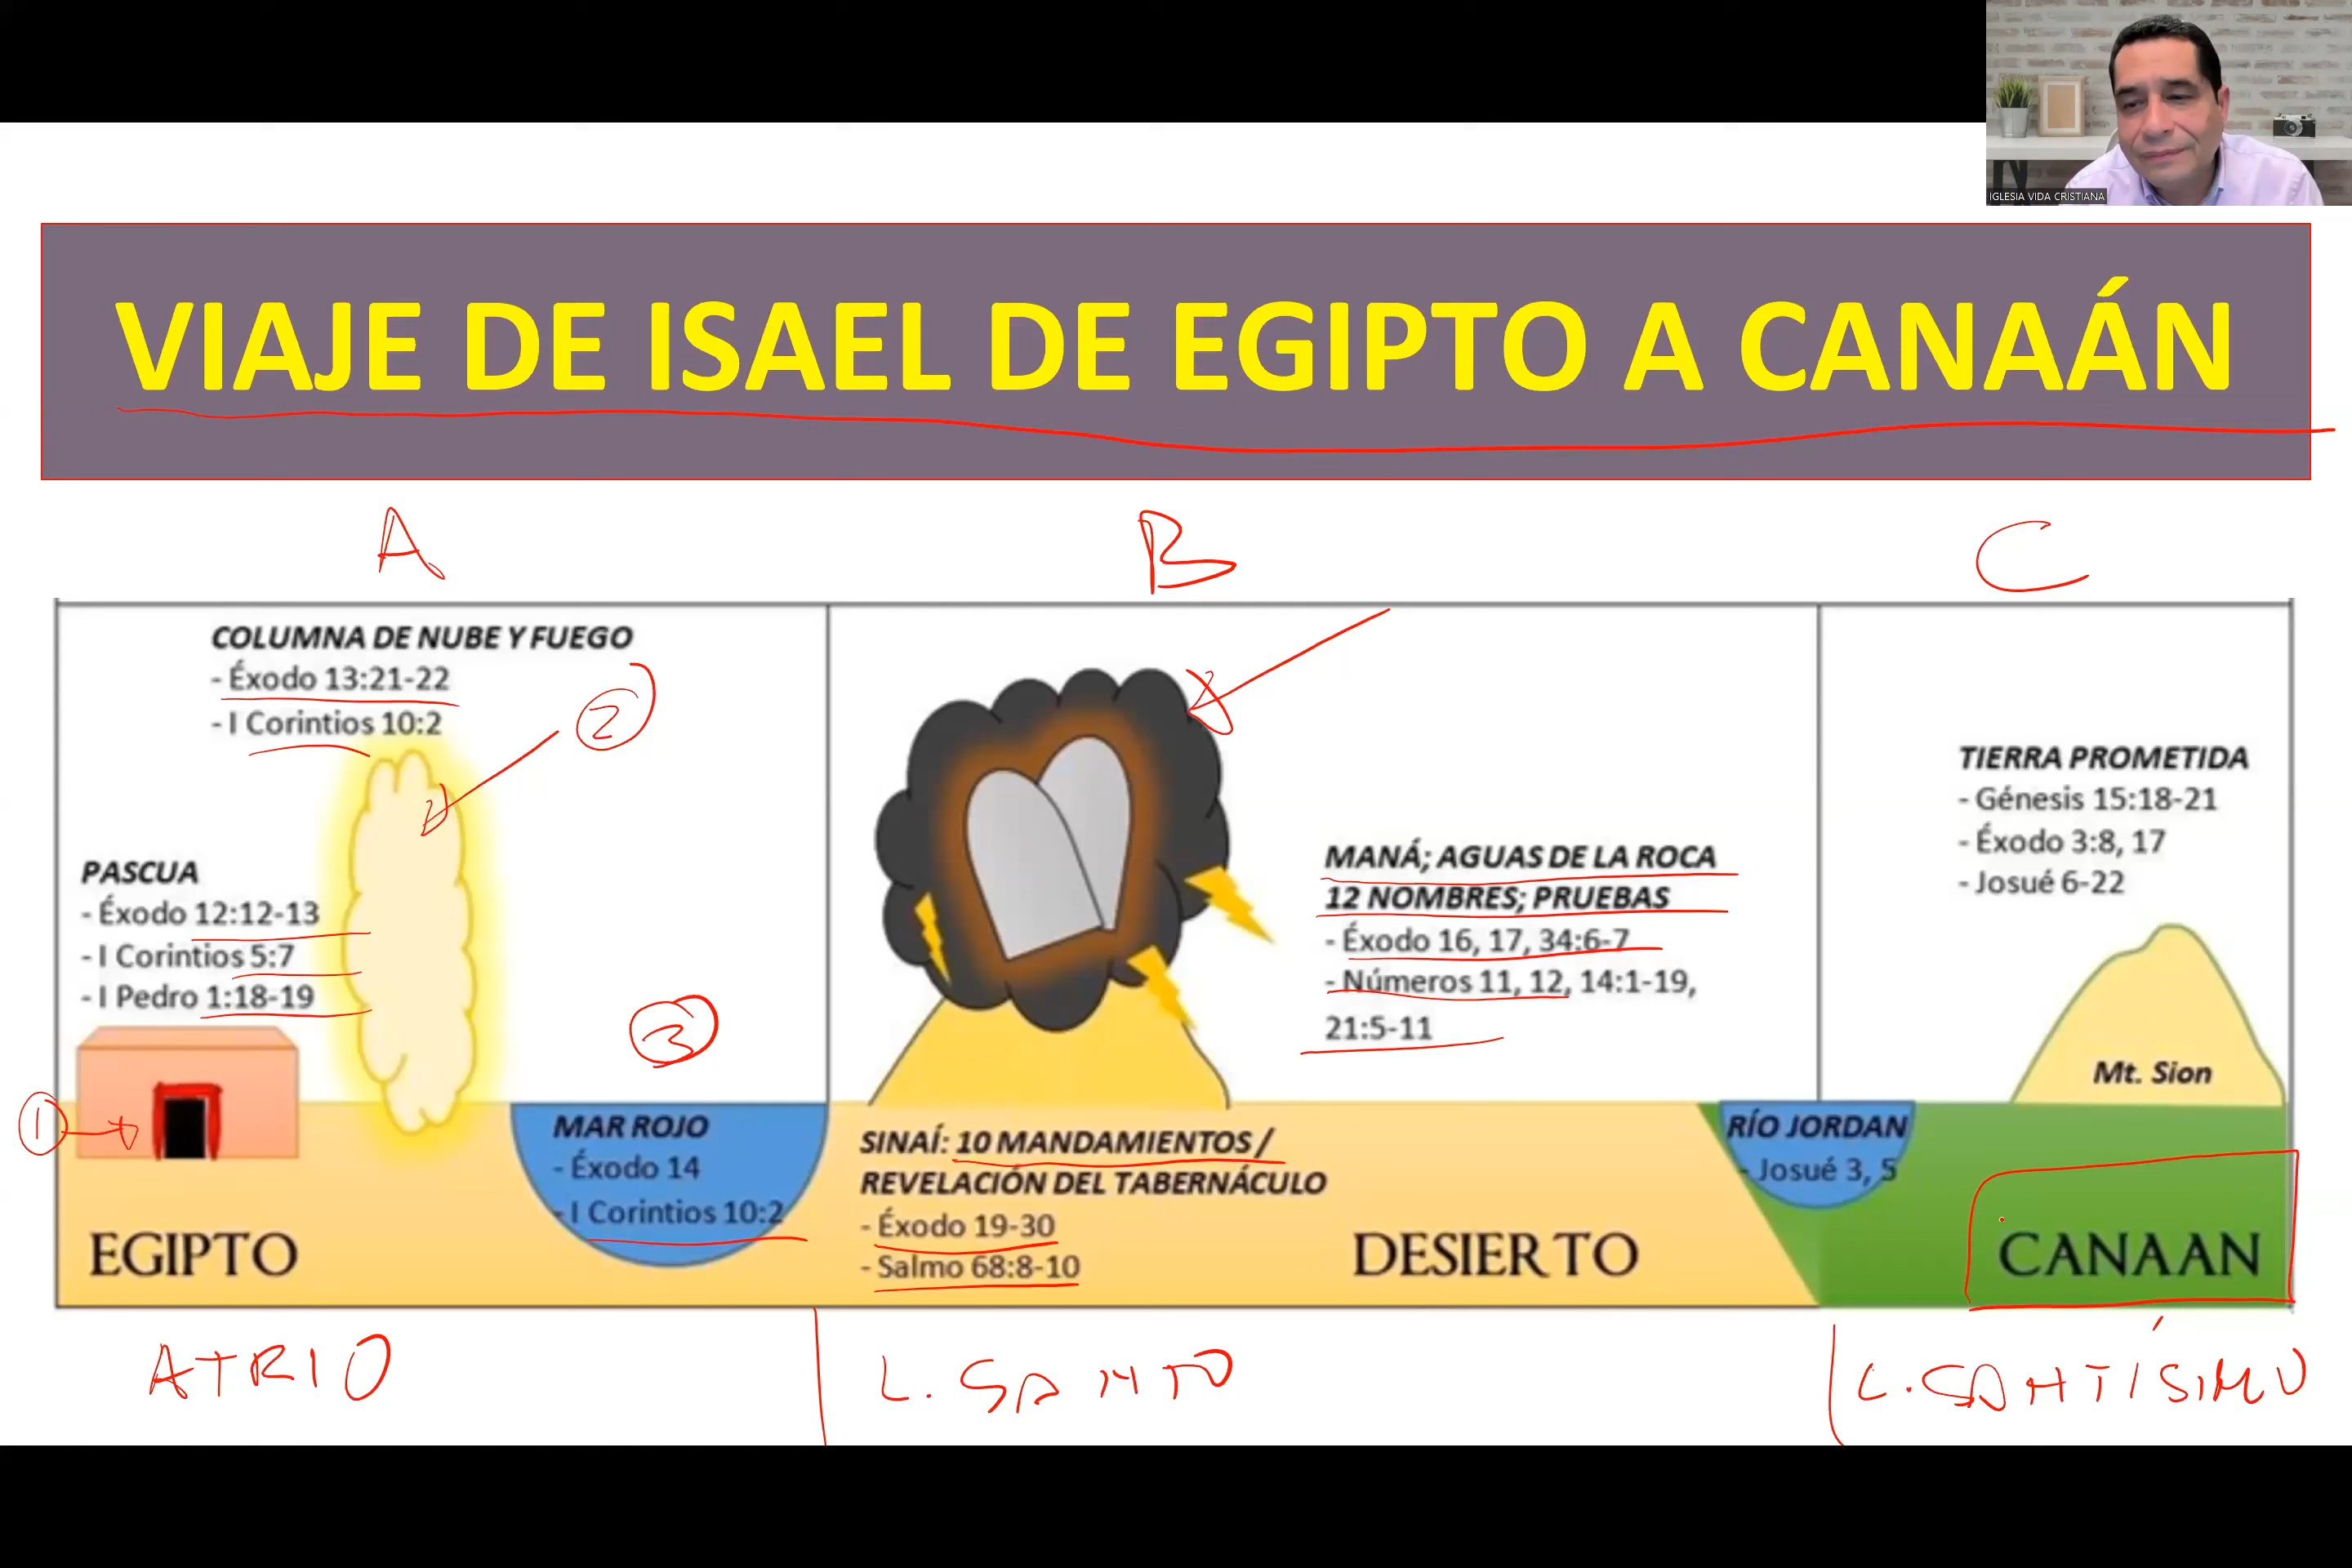 IGLESIA VIDA CRISTIANA
VIAJE DE ISAEL DE EGIPTO A CANAÁN
A
B
C
COLUMNA DE NUBE Y FUEGO
- Éxodo 13:21-22
- I Corintios 10:2
2
PASCUA
- Éxodo 12:12-13
- I Corintios 5:7
- I Pedro 1:18-19
1
3
MAR ROJO
- Éxodo 14
- I Corintios 10:2
EGIPTO
MANÁ; AGUAS DE LA ROCA
12 NOMBRES; PRUEBAS
- Éxodo 16, 17, 34:6-7
- Números 11, 12, 14:1-19,
21:5-11
SINAÍ: 10 MANDAMIENTOS /
REVELACIÓN DEL TABERNÁCULO
- Éxodo 19-30
- Salmo 68:8-10
DESIERTO
TIERRA PROMETIDA
- Génesis 15:18-21
- Éxodo 3:8, 17
- Josué 6-22
Mt. Sion
RÍO JORDAN
- Josué 3, 5
CANAAN
ATRIO
L. SANTO
L. SANTÍSIMO